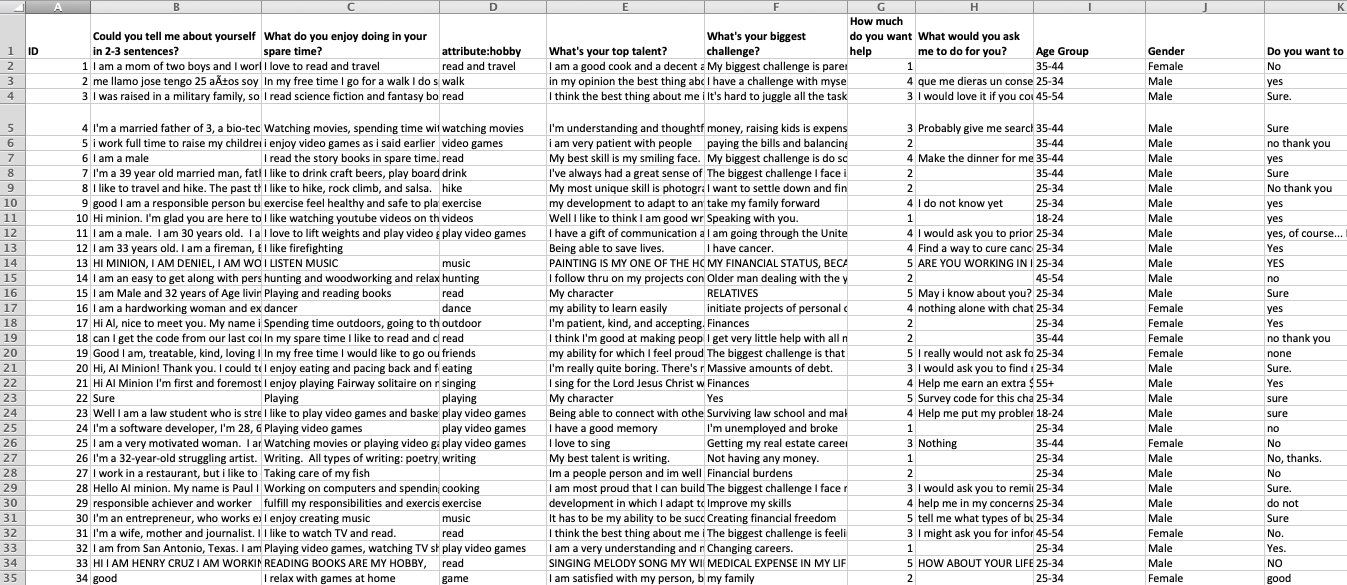 A B C D E F G H I J K
1 ID Could you tell me about yourself in 2-3 sentences? What do you enjoy doing in your spare time? attribute:hobby What's your top talent? What's your biggest challenge? How much do you want help What would you ask me to do for you? Age Group Gender Do you want to
2 1 I am a mom of two boys and I worl I love to read and travel read and travel I am a good cook and a decent a My biggest challenge is parer 1 35-44 Female No
3 2 me llamo jose tengo 25 aÃ±os soy In my free time I go for a walk I do s walk in my opinion the best thing abo I have a challenge with myse 4 que me dieran un conse 25-34 Male yes
4 3 I was raised in a military family, so I read science fiction and fantasy bo read I think the best thing about me i It's hard to juggle all the task 3 I would love it if you cou 45-54 Male Sure.
5 4 I'm a married father of 3, a bio-tec Watching movies, spending time wit watching movies I'm understanding and thoughtf money, raising kids is expens 3 Probably give me search 35-44 Male Sure
6 5 i work full time to raise my children i enjoy video games as i said earlier video games i am very patient with people paying the bills and balancing 2 35-44 Male no thank you
7 6 I am a male I read the story books in spare time. read My best skill is my smiling face. My biggest challenge is do sc 4 Make the dinner for me 35-44 Male yes
8 7 I'm a 39 year old married man, fatl I like to drink craft beers, play board drink I've always had a great sense of The biggest challenge I face i 2 35-44 Male Sure
9 8 I like to travel and hike. The past th I like to hike, rock climb, and salsa. hike My most unique skill is photogra I want to settle down and fin 2 25-34 Male No thank you
10 9 good I am a responsible person bu exercise feel healthy and safe to pla exercise my development to adapt to an take my family forward 4 I do not know yet 25-34 Male yes
11 10 Hi minion. I'm glad you are here to I like watching youtube videos on th videos Well I like to think I am good wr Speaking with you. 1 18-24 Male yes
12 11 I am a male. I am 30 years old. I a I love to lift weights and play video g play video games I have a gift of communication a I am going through the Unite 4 I would ask you to prior 25-34 Male yes, of course...
13 12 I am 33 years old. I am a fireman, E I like firefighting Being able to save lives. I have cancer. 4 Find a way to cure canc 25-34 Male Yes
14 13 HI MINION, I AM DENIEL, I AM WO I LISTEN MUSIC music PAINTING IS MY ONE OF THE HO MY FINANCIAL STATUS, BECA 5 ARE YOU WORKING IN I 25-34 Male YES
15 14 I am an easy to get along with pers hunting and woodworking and relax hunting I follow thru on my projects con Older man dealing with the y 2 45-54 Male no
16 15 I am Male and 32 years of Age livin Playing and reading books read My character RELATIVES 5 May i know about you? 25-34 Male Sure
17 16 I am a hardworking woman and ex dancer dance my ability to learn easily initiate projects of personal c 4 nothing alone with chat 25-34 Female yes
18 17 Hi Al, nice to meet you. My name i Spending time outdoors, going to th outdoor I'm patient, kind, and accepting. Finances 2 25-34 Female Yes
19 18 can I get the code from our last co In my spare time I like to read and c read I think I'm good at making peop I get very little help with all n 2 35-44 Female no thank you
20 19 Good I am, treatable, kind, loving I In my free time I would like to go ou friends my ability for which I feel proud The biggest challenge is that 5 I really would not ask fo 25-34 Female none
21 20 Hi, AI Minion! Thank you. I could te I enjoy eating and pacing back and f eating I'm really quite boring. There's r Massive amounts of debt. 3 I would ask you to find 25-34 Male Sure.
22 21 Hi AI Minion I'm first and foremost I enjoy playing Fairway solitaire on n singing I sing for the Lord Jesus Christ w Finances 4 Help me earn an extra $ 55+ Male Yes
23 22 Sure Playing playing My character Yes 5 Survey code for this cha 25-34 Male sure
24 23 Well I am a law student who is stre I like to play video games and baske play video games Being able to connect with othe Surviving law school and mak 4 Help me put my probler 18-24 Male sure
25 24 I'm a software developer, I'm 28, 6 Playing video games play video games I have a good memory I'm unemployed and broke 1 25-34 Male no
26 25 I am a very motivated woman. I ar Watching movies or playing video ga play video games I love to sing Getting my real estate career 3 Nothing 35-44 Female No
27 26 I'm a 32-year-old struggling artist. Writing. All types of writing: poetry, writing My best talent is writing. Not having any money. 1 25-34 Male No, thanks.
28 27 I work in a restaurant, but i like to Taking care of my fish Im a people person and im well Financial burdens 2 25-34 Male No
29 28 Hello AI minion. My name is Paul I Working on computers and spendin cooking I am most proud that I can build The biggest challenge I face r 3 I would ask you to remi 25-34 Male Sure.
30 29 responsible achiever and worker fulfill my responsibilities and exercis exercise development in which I adapt to Improve my skills 4 help me in my concerns 25-34 Male do not
31 30 I'm an entrepreneur, who works ex I enjoy creating music music It has to be my ability to be succ Creating financial freedom 5 tell me what types of bu 25-34 Male Sure
32 31 I'm a wife, mother and journalist. I I like to watch TV and read. read I think the best thing about me i The biggest challenge is feeli 3 I might ask you for infor 45-54 Female No.
33 32 I am from San Antonio, Texas. I am Playing video games, watching TV sh play video games I am a very understanding and n Changing careers. 1 25-34 Male Yes.
34 33 HI I AM HENRY CRUZ I AM WORKIN READING BOOKS ARE MY HOBBY, read SINGING MELODY SONG MY WI MEDICAL EXPENSE IN MY LIF 5 HOW ABOUT YOUR LIFE 25-34 Male NO
35 34 good I relax with games at home game I am satisfied with my person, b my family 2 25-34 Female good